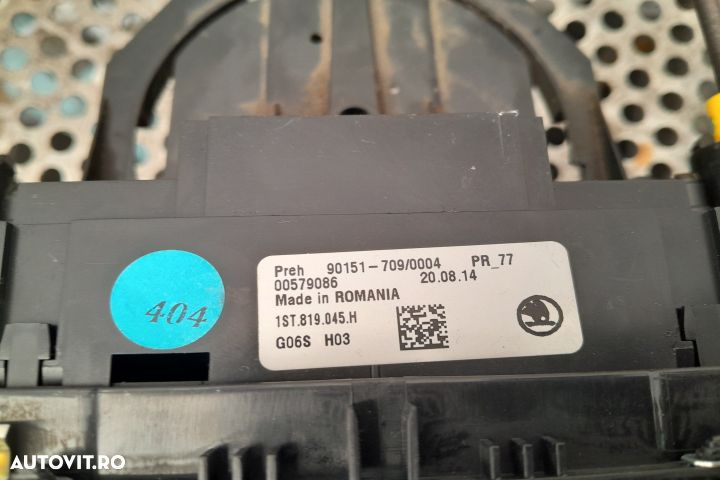 Preh 90151-709/0004 PR_77
00579086 20.08.14
Made in ROMANIA
1ST.819.045.H
G06S H03
404
AUTOVIT.RO